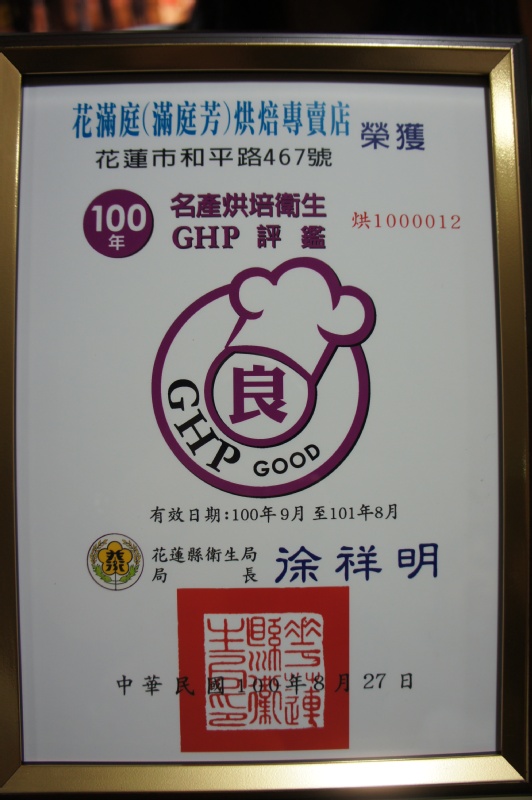 花滿庭(滿庭芳)烘焙專賣店 榮獲
花蓮市和平路467號
100年
名產烘培衛生
GHP 評鑑
烘1000012
良
GHP GOOD
有效日期:100年9月至101年8月
花蓮縣衛生局
局長 徐祥明
中華民國100年8月27日